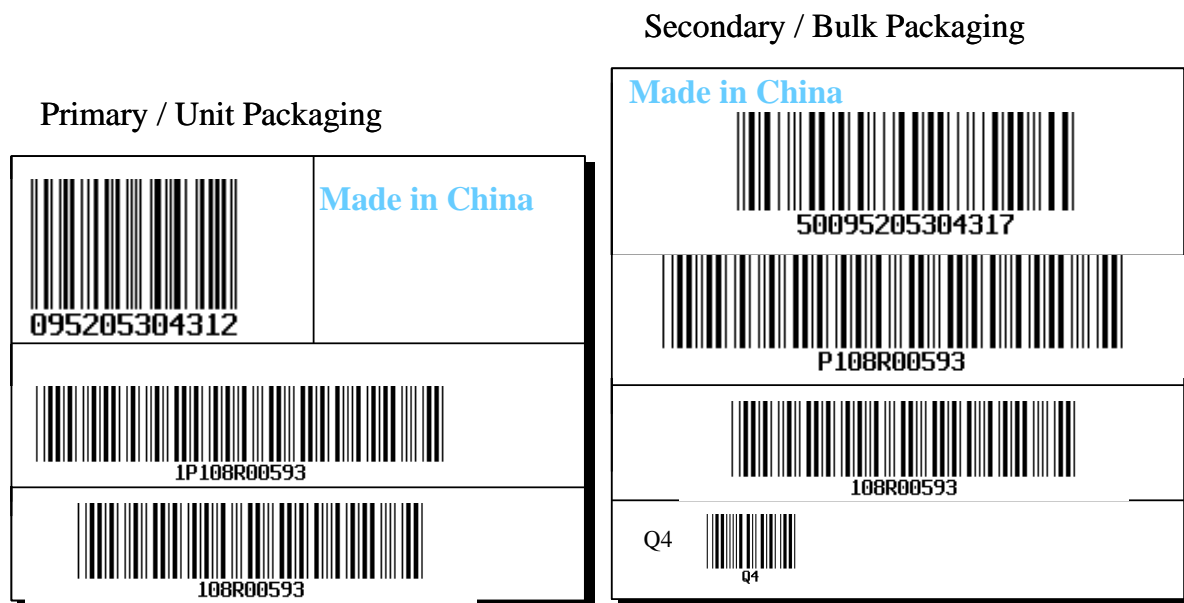 Primary / Unit Packaging
Made in China
095205304312
1P108R00593
108R00593
Secondary / Bulk Packaging
Made in China
50095205304317
P108R00593
108R00593
Q4
Q4